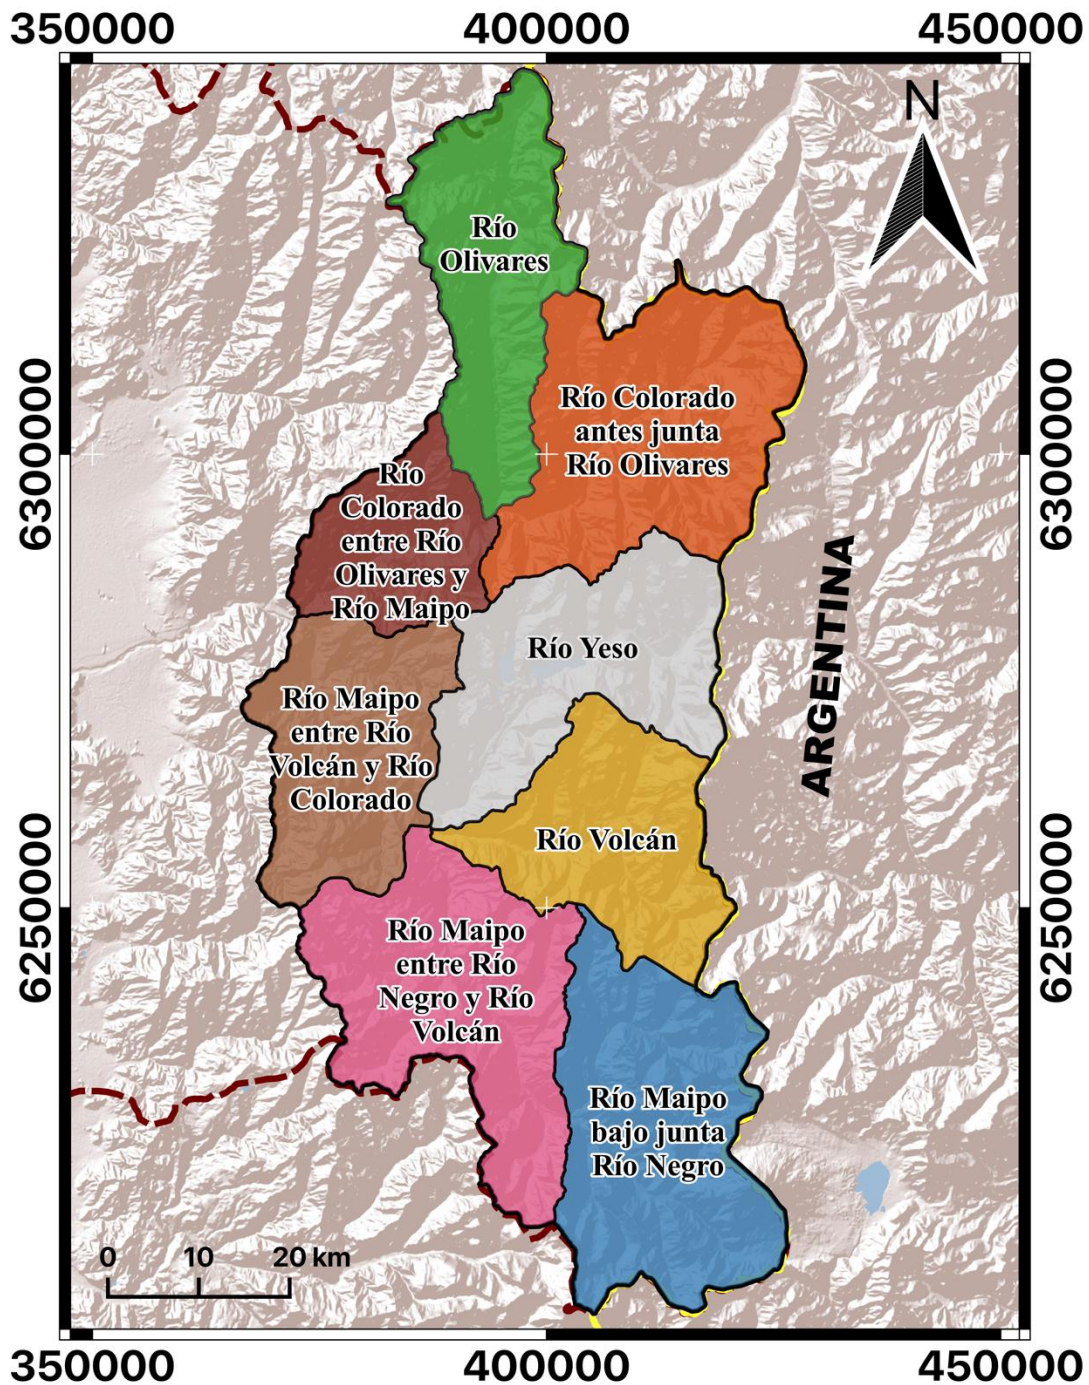 350000
400000
450000
N
Río
Olivares
6300000
6300000
Río Colorado
antes junta
Río Olivares
Río
Colorado
entre Río
Olivares y
Río Maipo
ARGENTINA
Río Yeso
Río Maipo
entre Río
Volcán y Río
Colorado
Río Volcán
6250000
6250000
Río Maipo
entre Río
Negro y Río
Volcán
Río Maipo
bajo junta
Río Negro
0 10 20 km
350000
400000
450000